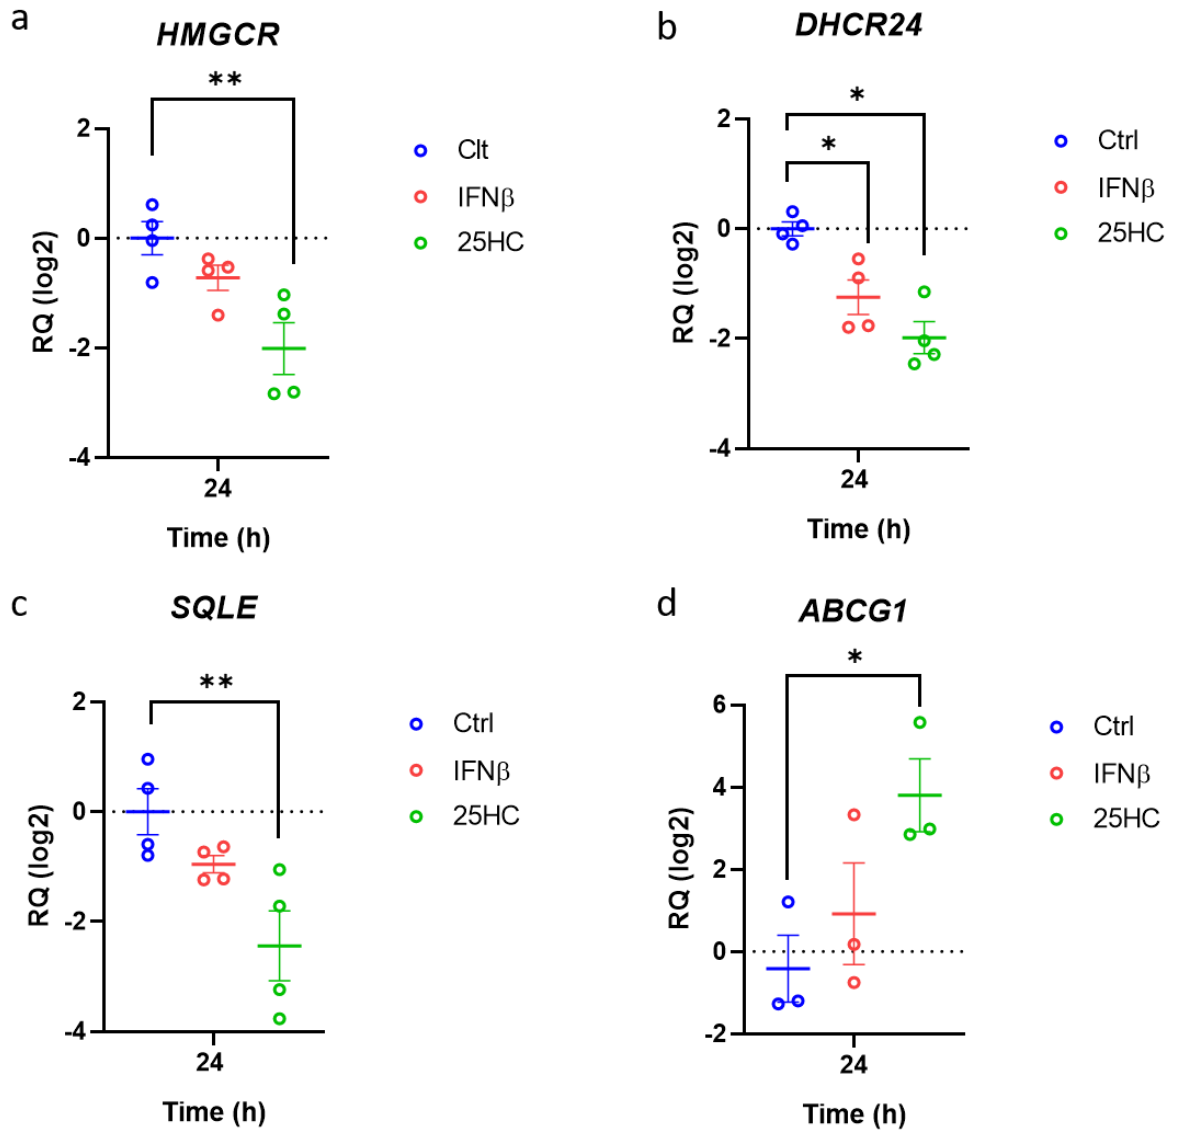 a
HMGCR
**
2
0
-2
-4
RQ (log2)
24
Time (h)
Clt
IFNβ
25HC
b
DHCR24
*
*
2
0
-2
-4
RQ (log2)
24
Time (h)
Ctrl
IFNβ
25HC
c
SQLE
**
2
0
-2
-4
RQ (log2)
24
Time (h)
Ctrl
IFNβ
25HC
d
ABCG1
*
6
4
2
0
-2
RQ (log2)
24
Time (h)
Ctrl
IFNβ
25HC